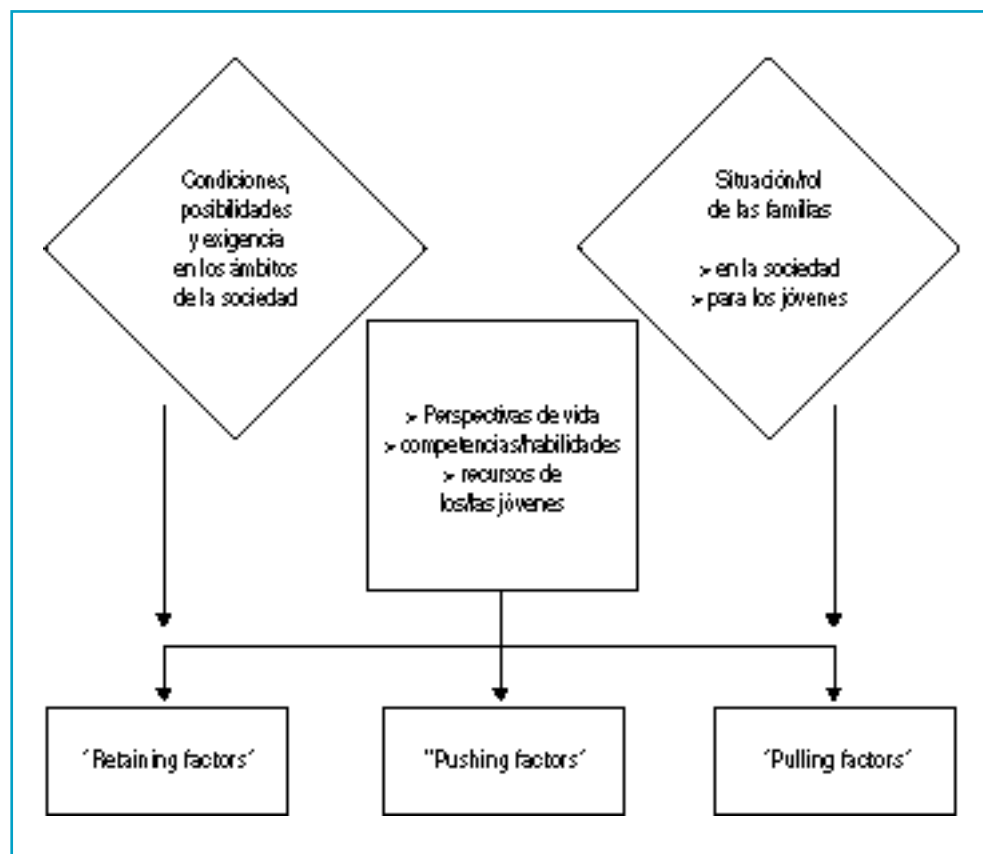 Condiciones,
posibilidades
y exigencia
en los ámbitos
de la sociedad
Situación/rol
de las familias
➢ en la sociedad
➢ para los jóvenes
➢ Perspectivas de vida
➢ competencias/habilidades
➢ recursos de
los/las jóvenes
´Retaining factors´
"Pushing factors´
´Pulling factors´